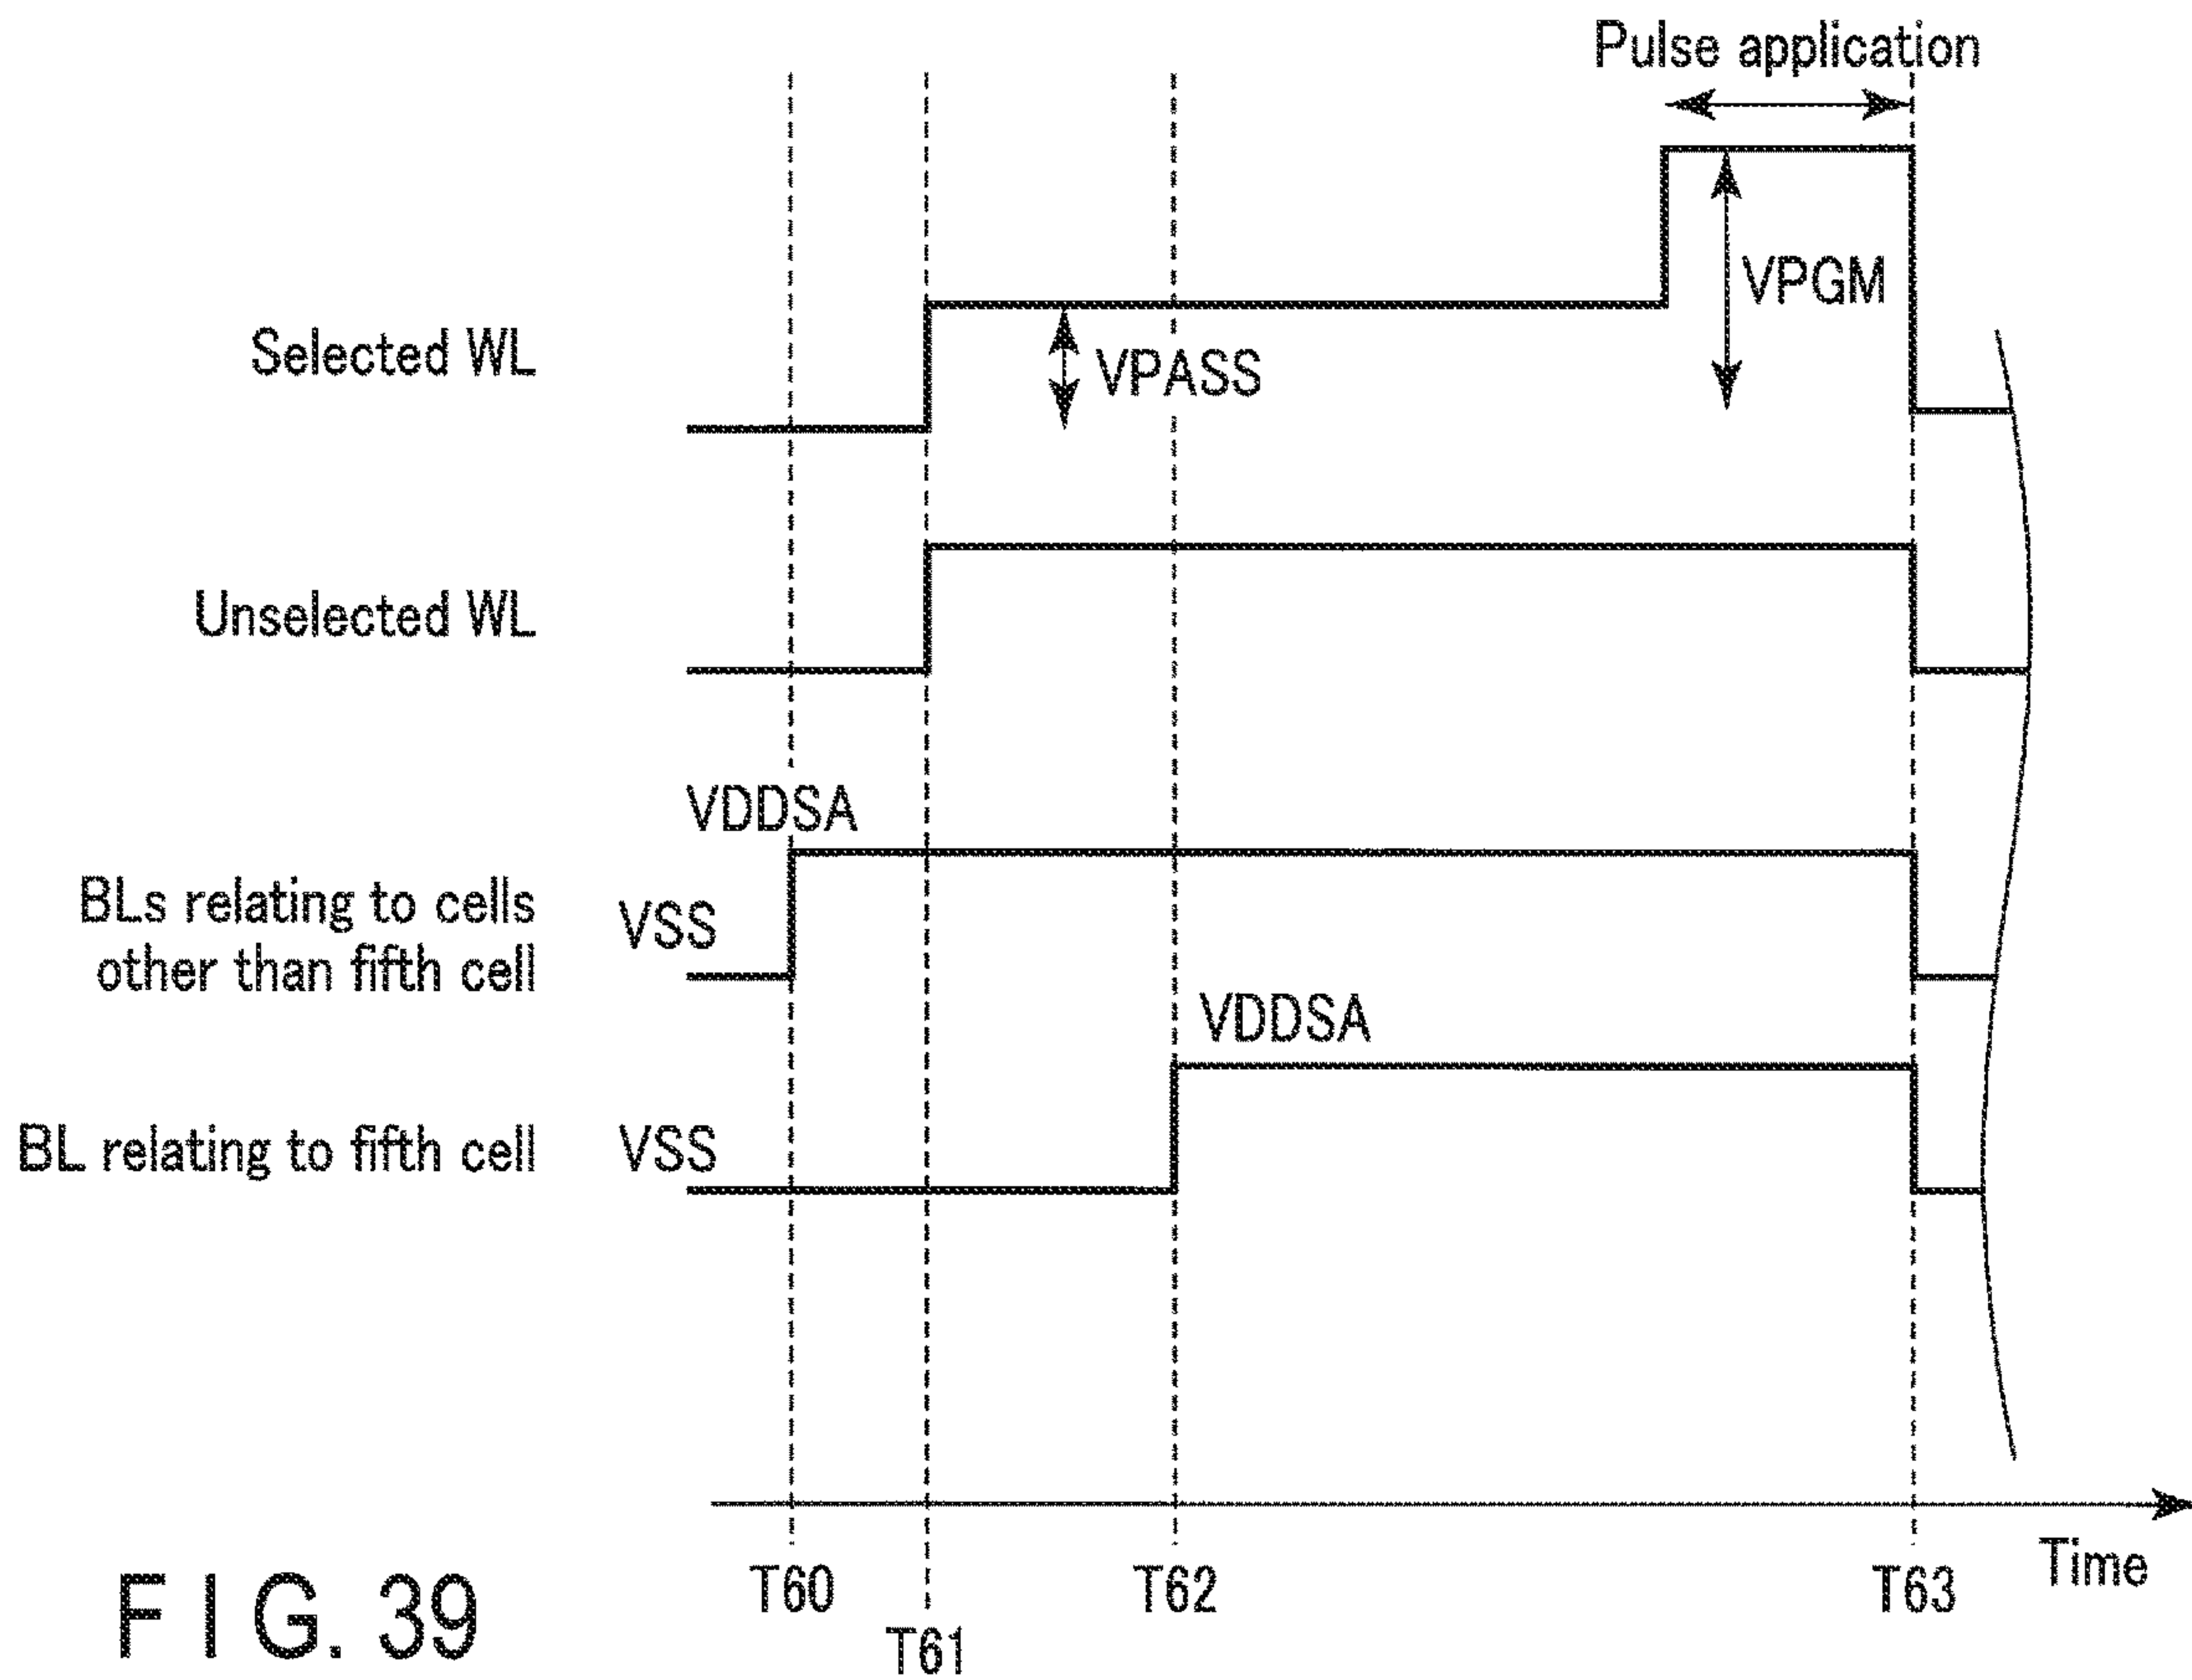 Pulse application
VPGM
Selected WL
VPASS
Unselected WL
VDDSA
BLs relating to cells
other than fifth cell
VSS
VDDSA
BL relating to fifth cell
VSS
Time
T60
T61
T62
T63
FIG. 39